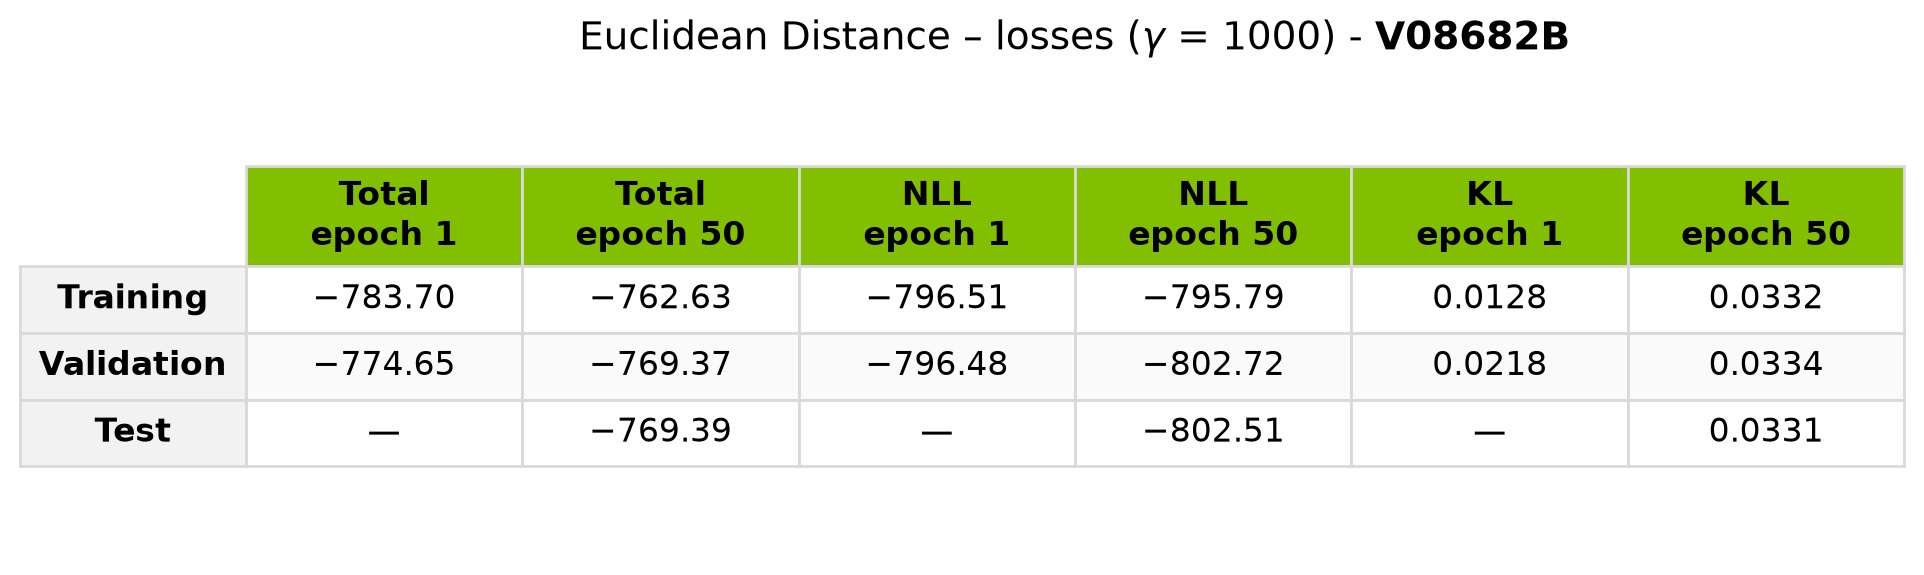 Euclidean Distance – losses (γ = 1000) - V08682B
Total epoch 1 Total epoch 50 NLL epoch 1 NLL epoch 50 KL epoch 1 KL epoch 50
Training −783.70 −762.63 −796.51 −795.79 0.0128 0.0332
Validation −774.65 −769.37 −796.48 −802.72 0.0218 0.0334
Test — −769.39 — −802.51 — 0.0331